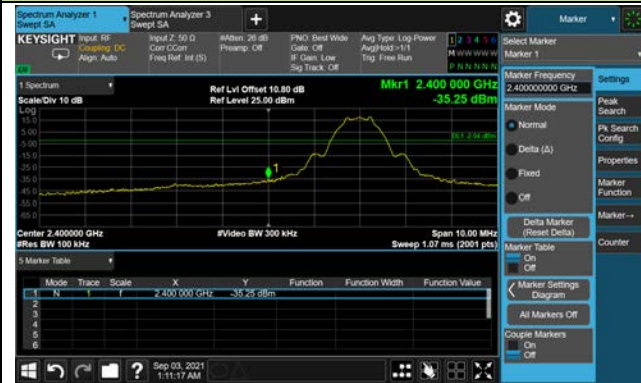 Spectrum Analyzer 1
Swept SA
Spectrum Analyzer 3
Swept SA
+
Marker
KEYSIGHT
Input: RF
Coupling: DC
Align: Auto
Input Z: 50 Ω
Corr CCorr
Freq Ref: Int (S)
#Atten: 26 dB
Preamp: Off
PNO: Best Wide
Gate: Off
IF Gain: Low
Sig Track: Off
Avg Type: Log-Power
Avg|Hold:>1/1
Trig: Free Run
1 2 3 4 5 6
M W W W W W
P N N N N N
Select Marker
Marker 1
1 Spectrum
Scale/Div 10 dB
Log
Ref Lvl Offset 10.80 dB
Ref Level 25.00 dBm
Mkr1 2.400 000 GHz
-35.25 dBm
15.0
5.00
-5.00
-15.0
-25.0
-35.0
-45.0
-55.0
-65.0
1
Center 2.400000 GHz
#Res BW 100 kHz
#Video BW 300 kHz
Span 10.00 MHz
Sweep 1.07 ms (2001 pts)
5 Marker Table
Mode Trace Scale X Y Function Function Width Function Value
1 N 1 f 2.400 000 GHz -35.25 dBm
2
3
4
5
6
Marker Frequency
2.400000000 GHz
Marker Mode
Normal
Delta (Δ)
Fixed
Off
Delta Marker
(Reset Delta)
Marker Table
On
Off
Marker Settings
Diagram
All Markers Off
Couple Markers
On
Off
Settings
Peak
Search
Pk Search
Config
Properties
Marker
Function
Marker→
Counter
?
Sep 03, 2021
1:11:17 AM